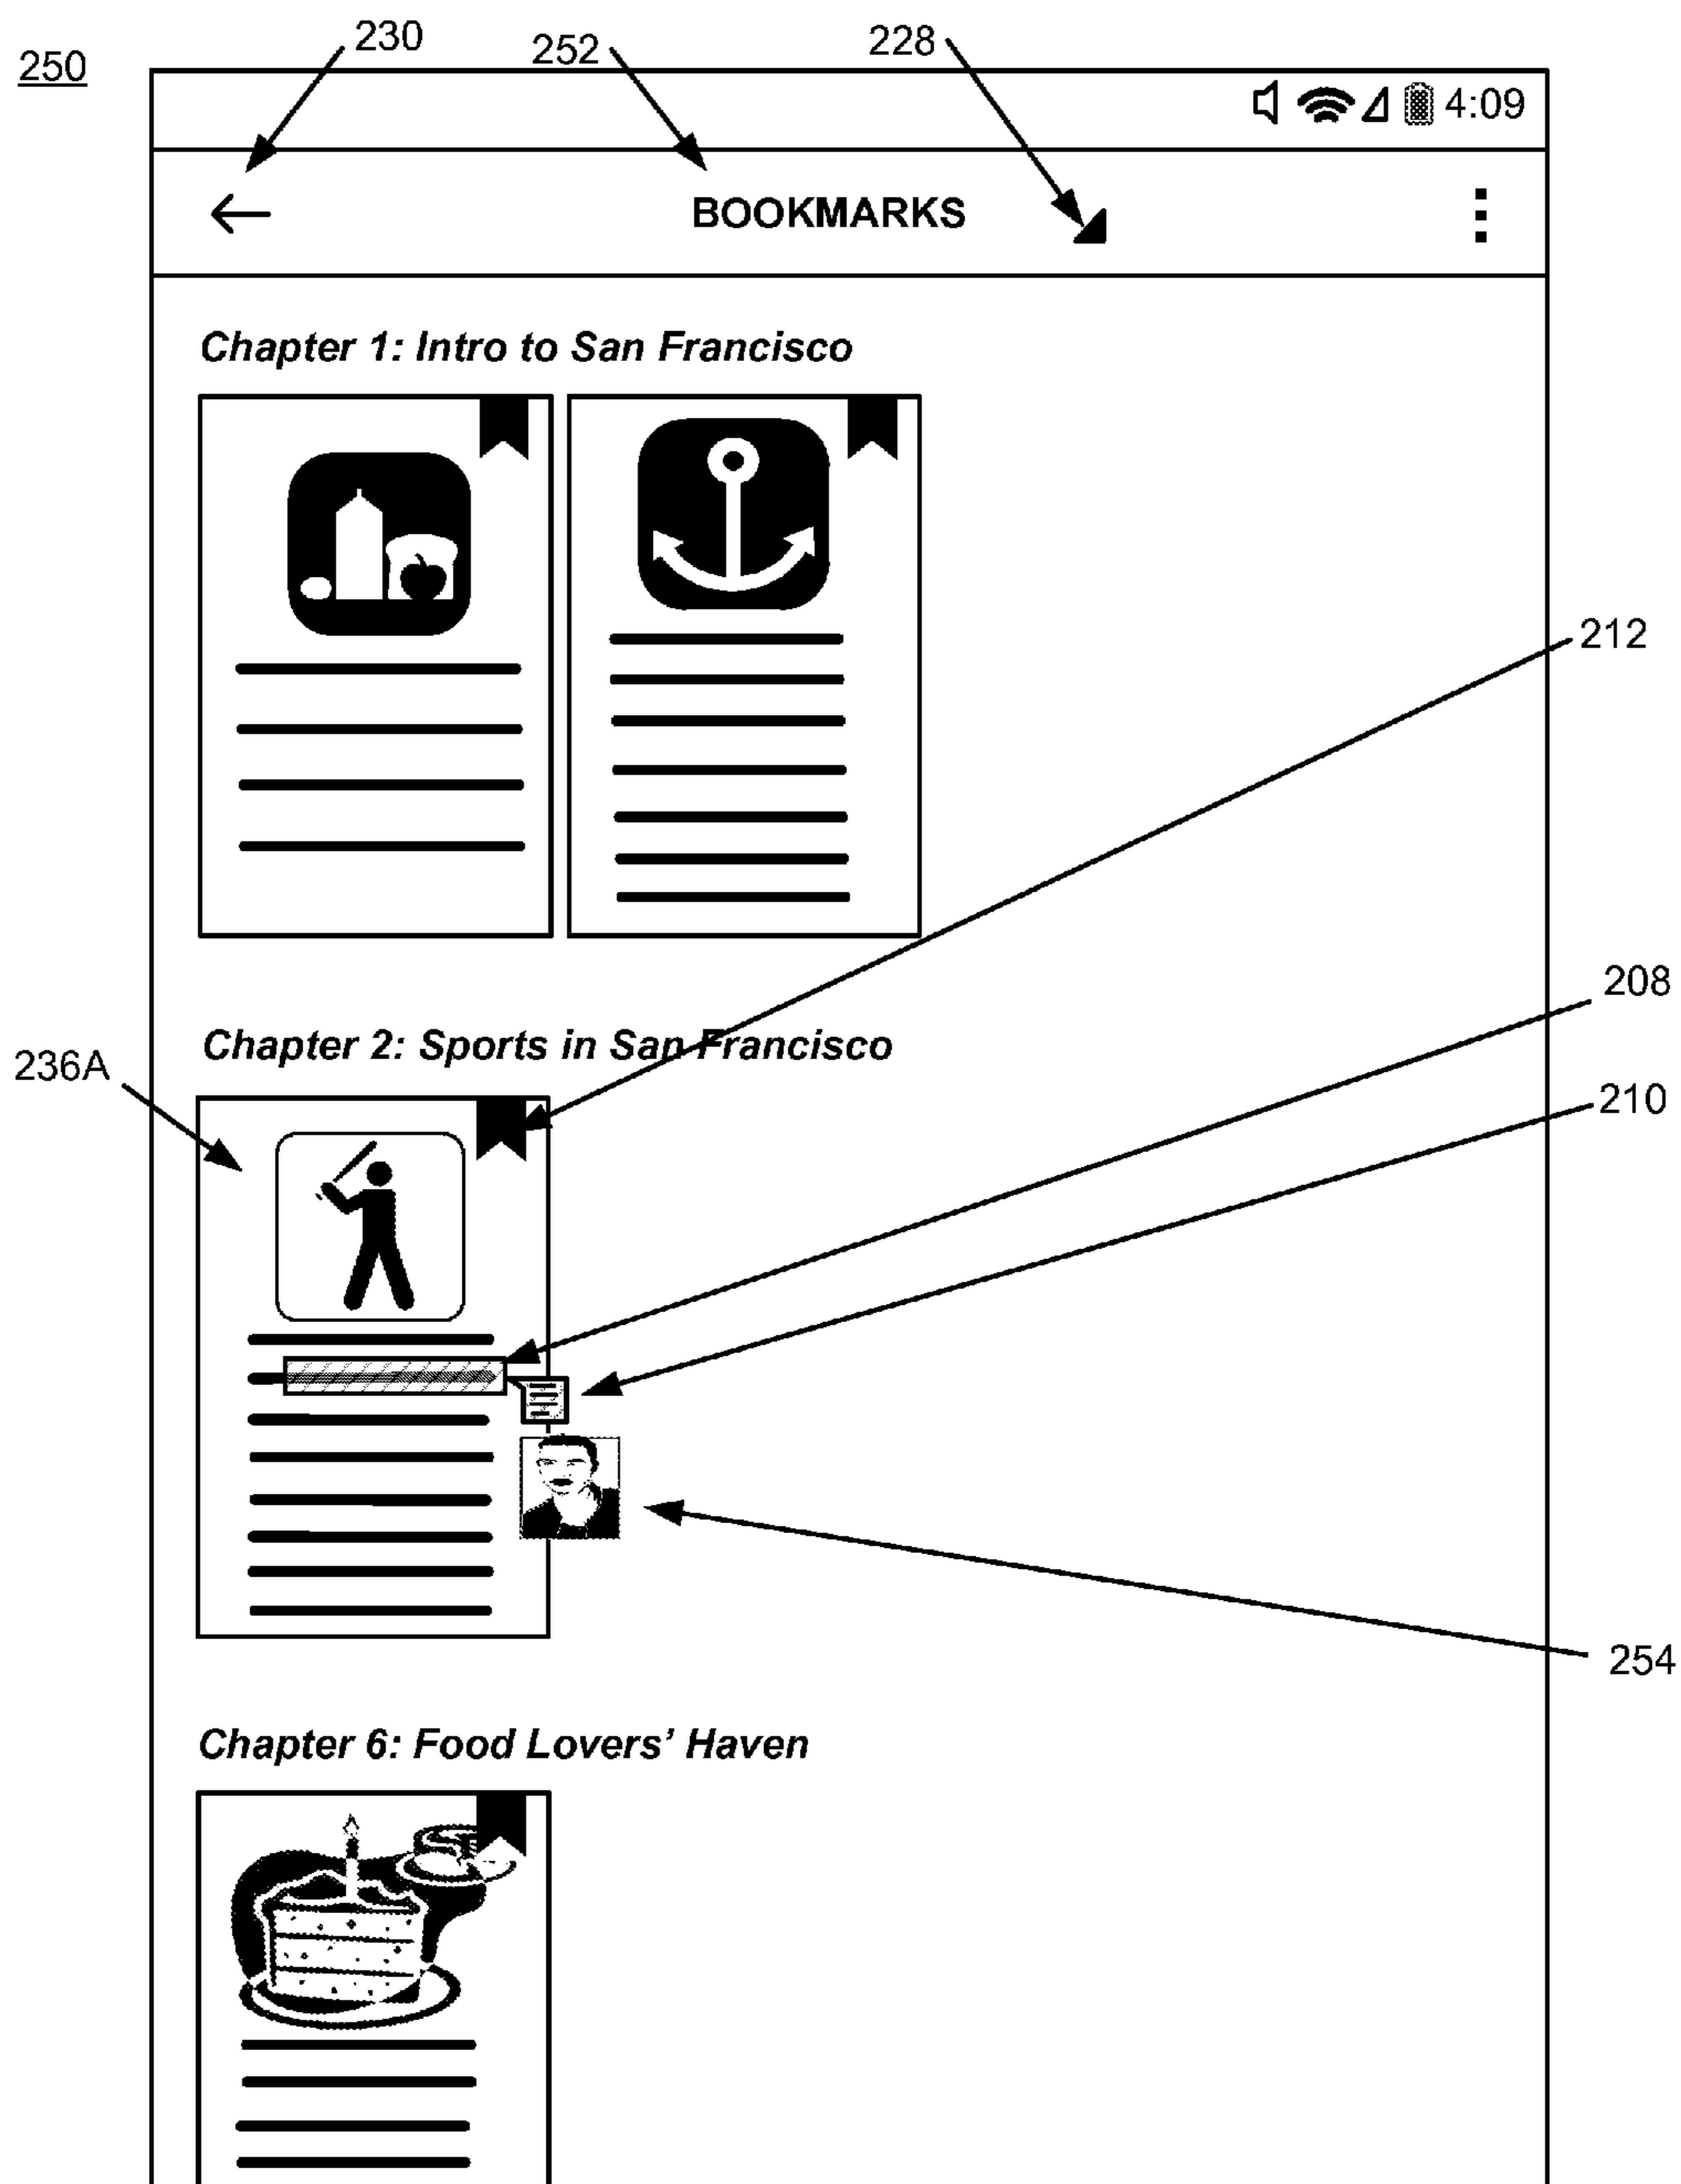 230
252
228
250
4:09
BOOKMARKS
Chapter 1: Intro to San Francisco
212
208
Chapter 2: Sports in San Francisco
236A
210
254
Chapter 6: Food Lovers’ Haven